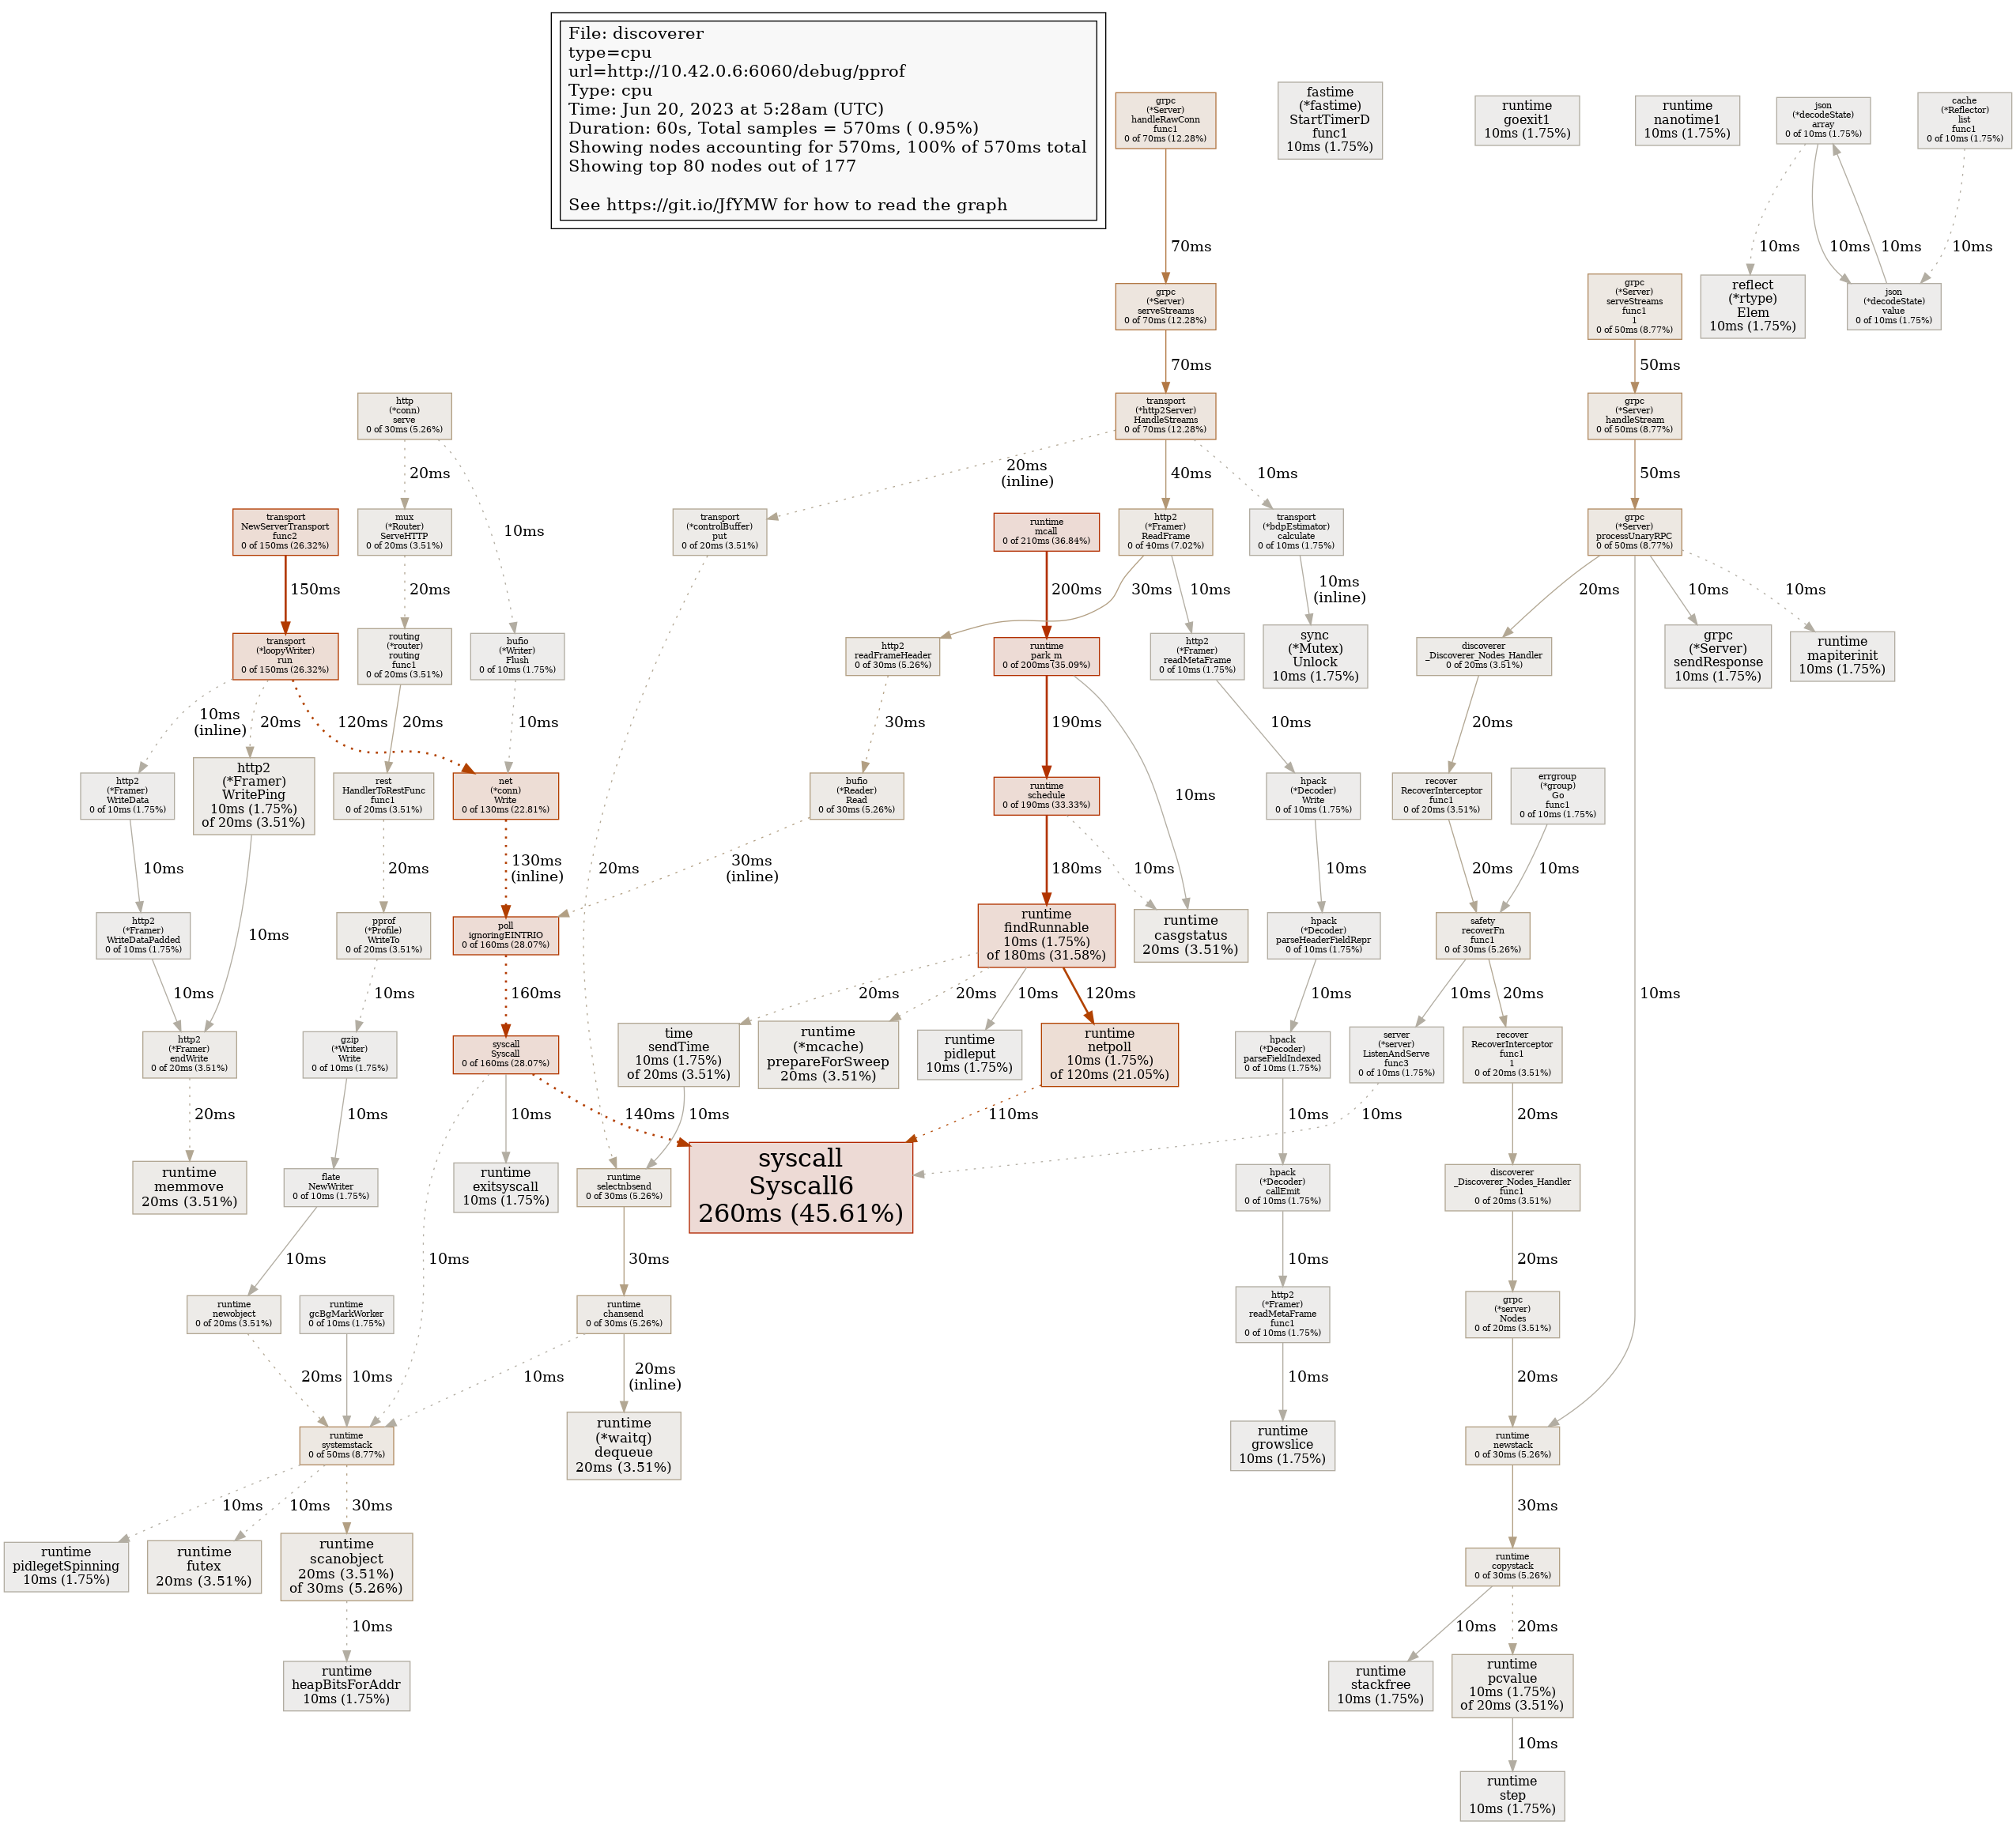 File: discoverer
type=cpu
url=http://10.42.0.6:6060/debug/pprof
Type: cpu
Time: Jun 20, 2023 at 5:28am (UTC)
Duration: 60s, Total samples = 570ms ( 0.95%)
Showing nodes accounting for 570ms, 100% of 570ms total
Showing top 80 nodes out of 177
See https://git.io/JfYMW for how to read the graph
grpc
(*Server)
handleRawConn
func1
0 of 70ms (12.28%)
fastime
(*fastime)
StartTimerD
func1
10ms (1.75%)
runtime
goexit1
10ms (1.75%)
runtime
nanotime1
10ms (1.75%)
json
(*decodeState)
array
0 of 10ms (1.75%)
cache
(*Reflector)
list
func1
0 of 10ms (1.75%)
70ms
10ms
10ms
10ms
10ms
grpc
(*Server)
serveStreams
0 of 70ms (12.28%)
grpc
(*Server)
serveStreams
func1
1
0 of 50ms (8.77%)
reflect
(*rtype)
Elem
10ms (1.75%)
json
(*decodeState)
value
0 of 10ms (1.75%)
70ms
50ms
http
(*conn)
serve
0 of 30ms (5.26%)
transport
(*http2Server)
HandleStreams
0 of 70ms (12.28%)
grpc
(*Server)
handleStream
0 of 50ms (8.77%)
20ms
20ms
(inline)
40ms
10ms
50ms
10ms
transport
NewServerTransport
func2
0 of 150ms (26.32%)
mux
(*Router)
ServeHTTP
0 of 20ms (3.51%)
transport
(*controlBuffer)
put
0 of 20ms (3.51%)
runtime
mcall
0 of 210ms (36.84%)
http2
(*Framer)
ReadFrame
0 of 40ms (7.02%)
transport
(*bdpEstimator)
calculate
0 of 10ms (1.75%)
grpc
(*Server)
processUnaryRPC
0 of 50ms (8.77%)
150ms
20ms
200ms
30ms
10ms
10ms
(inline)
20ms
10ms
10ms
transport
(*loopyWriter)
run
0 of 150ms (26.32%)
routing
(*router)
routing
func1
0 of 20ms (3.51%)
bufio
(*Writer)
Flush
0 of 10ms (1.75%)
http2
readFrameHeader
0 of 30ms (5.26%)
runtime
park_m
0 of 200ms (35.09%)
http2
(*Framer)
readMetaFrame
0 of 10ms (1.75%)
sync
(*Mutex)
Unlock
10ms (1.75%)
discoverer
_Discoverer_Nodes_Handler
0 of 20ms (3.51%)
grpc
(*Server)
sendResponse
10ms (1.75%)
runtime
mapiterinit
10ms (1.75%)
10ms
(inline)
20ms
120ms
20ms
10ms
30ms
190ms
10ms
20ms
http2
(*Framer)
WriteData
0 of 10ms (1.75%)
http2
(*Framer)
WritePing
10ms (1.75%)
of 20ms (3.51%)
rest
HandlerToRestFunc
func1
0 of 20ms (3.51%)
net
(*conn)
Write
0 of 130ms (22.81%)
bufio
(*Reader)
Read
0 of 30ms (5.26%)
runtime
schedule
0 of 190ms (33.33%)
10ms
hpack
(*Decoder)
Write
0 of 10ms (1.75%)
recover
RecoverInterceptor
func1
0 of 20ms (3.51%)
errgroup
(*group)
Go
func1
0 of 10ms (1.75%)
10ms
20ms
130ms
(inline)
20ms
30ms
(inline)
180ms
10ms
10ms
20ms
10ms
http2
(*Framer)
WriteDataPadded
0 of 10ms (1.75%)
10ms
pprof
(*Profile)
WriteTo
0 of 20ms (3.51%)
poll
ignoringEINTRIO
0 of 160ms (28.07%)
runtime
findRunnable
10ms (1.75%)
of 180ms (31.58%)
runtime
casgstatus
20ms (3.51%)
hpack
(*Decoder)
parseHeaderFieldRepr
0 of 10ms (1.75%)
safety
recoverFn
func1
0 of 30ms (5.26%)
10ms
10ms
160ms
20ms
20ms
10ms
120ms
10ms
10ms
20ms
10ms
http2
(*Framer)
endWrite
0 of 20ms (3.51%)
gzip
(*Writer)
Write
0 of 10ms (1.75%)
syscall
Syscall
0 of 160ms (28.07%)
time
sendTime
10ms (1.75%)
of 20ms (3.51%)
runtime
(*mcache)
prepareForSweep
20ms (3.51%)
runtime
pidleput
10ms (1.75%)
runtime
netpoll
10ms (1.75%)
of 120ms (21.05%)
hpack
(*Decoder)
parseFieldIndexed
0 of 10ms (1.75%)
server
(*server)
ListenAndServe
func3
0 of 10ms (1.75%)
recover
RecoverInterceptor
func1
1
0 of 20ms (3.51%)
20ms
10ms
10ms
140ms
10ms
110ms
10ms
10ms
20ms
runtime
memmove
20ms (3.51%)
flate
NewWriter
0 of 10ms (1.75%)
runtime
exitsyscall
10ms (1.75%)
runtime
selectnbsend
0 of 30ms (5.26%)
syscall
Syscall6
260ms (45.61%)
hpack
(*Decoder)
callEmit
0 of 10ms (1.75%)
discoverer
_Discoverer_Nodes_Handler
func1
0 of 20ms (3.51%)
10ms
10ms
30ms
10ms
20ms
runtime
newobject
0 of 20ms (3.51%)
runtime
gcBgMarkWorker
0 of 10ms (1.75%)
runtime
chansend
0 of 30ms (5.26%)
http2
(*Framer)
readMetaFrame
func1
0 of 10ms (1.75%)
grpc
(*server)
Nodes
0 of 20ms (3.51%)
20ms
10ms
10ms
20ms
(inline)
10ms
20ms
runtime
systemstack
0 of 50ms (8.77%)
runtime
(*waitq)
dequeue
20ms (3.51%)
runtime
growslice
10ms (1.75%)
runtime
newstack
0 of 30ms (5.26%)
10ms
10ms
30ms
30ms
runtime
pidlegetSpinning
10ms (1.75%)
runtime
futex
20ms (3.51%)
runtime
scanobject
20ms (3.51%)
of 30ms (5.26%)
runtime
copystack
0 of 30ms (5.26%)
10ms
10ms
20ms
runtime
heapBitsForAddr
10ms (1.75%)
runtime
stackfree
10ms (1.75%)
runtime
pcvalue
10ms (1.75%)
of 20ms (3.51%)
10ms
runtime
step
10ms (1.75%)